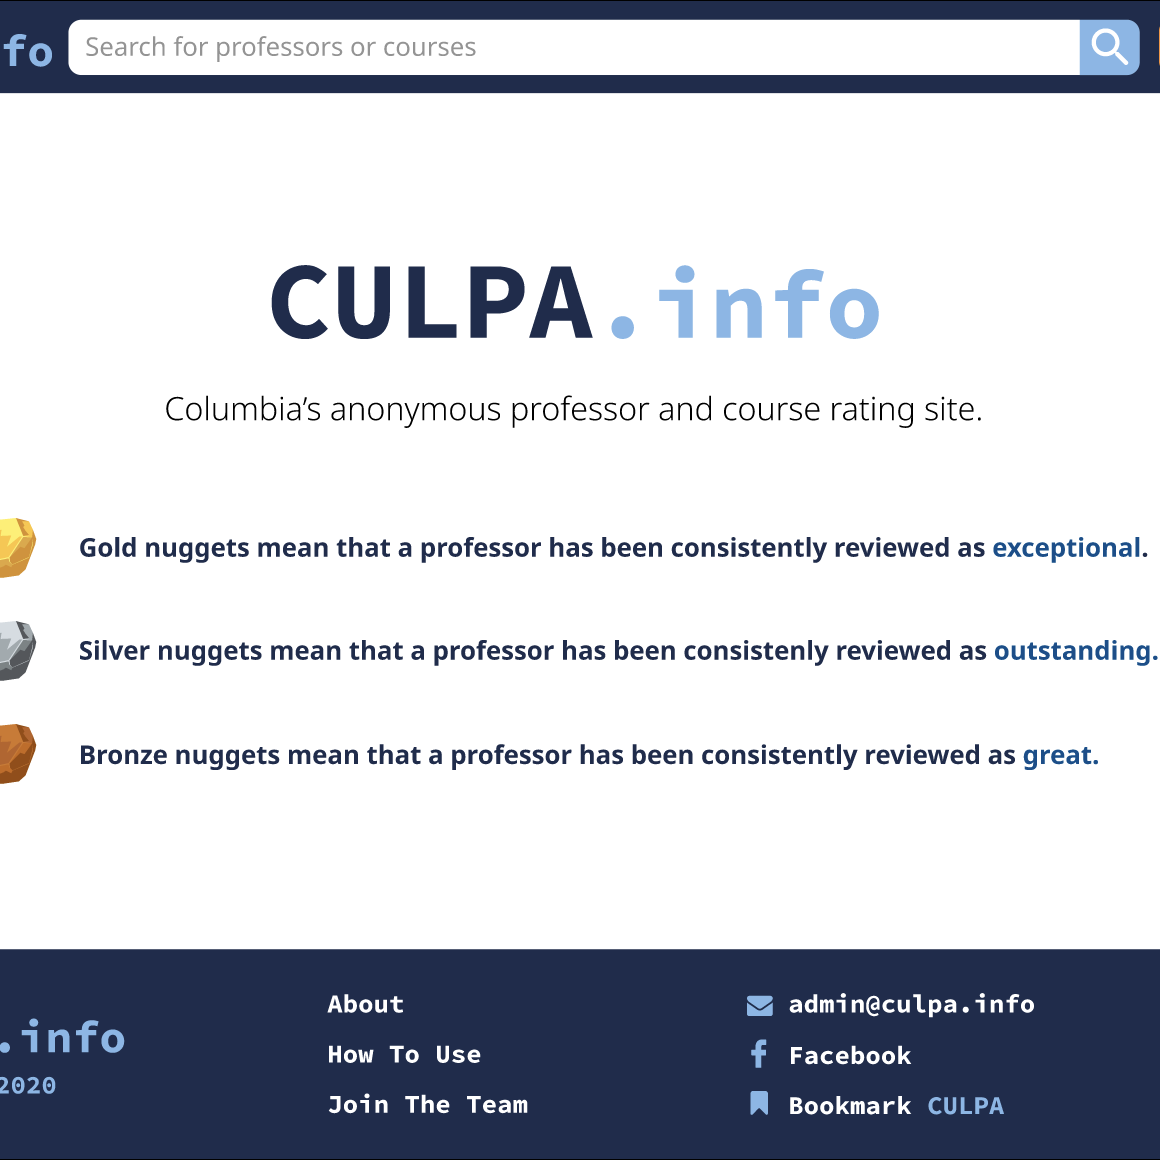 fo Search for professors or courses
CULPA.info
Columbia’s anonymous professor and course rating site.
Gold nuggets mean that a professor has been consistently reviewed as exceptional.
Silver nuggets mean that a professor has been consistenly reviewed as outstanding.
Bronze nuggets mean that a professor has been consistently reviewed as great.
.info
2020
About
How To Use
Join The Team
admin@culpa.info
Facebook
Bookmark CULPA